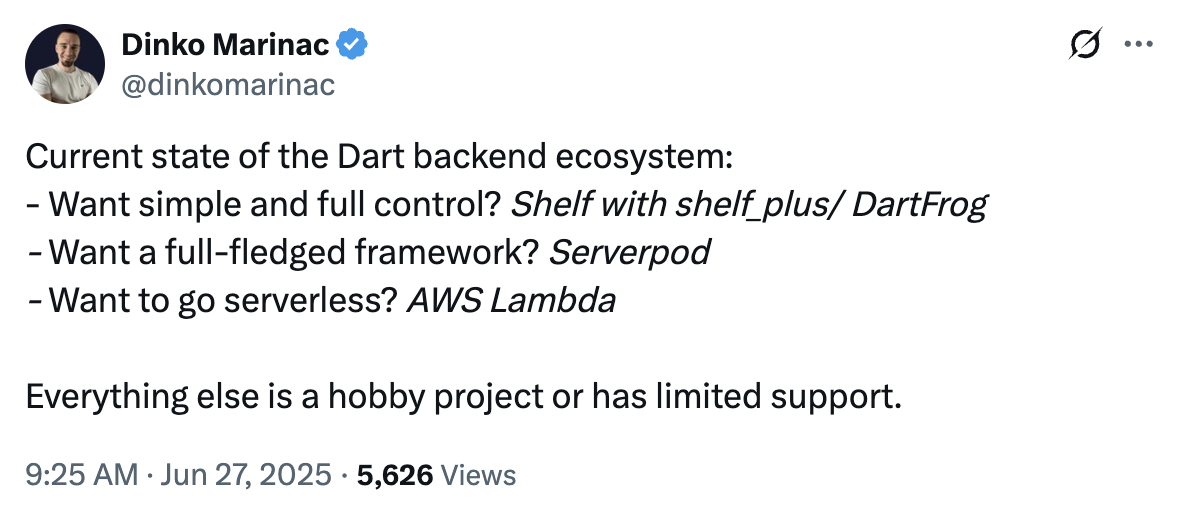 Dinko Marinac
@dinkomarinac
Current state of the Dart backend ecosystem:
- Want simple and full control? Shelf with shelf_plus/ DartFrog
- Want a full-fledged framework? Serverpod
- Want to go serverless? AWS Lambda
Everything else is a hobby project or has limited support.
9:25 AM · Jun 27, 2025 · 5,626 Views